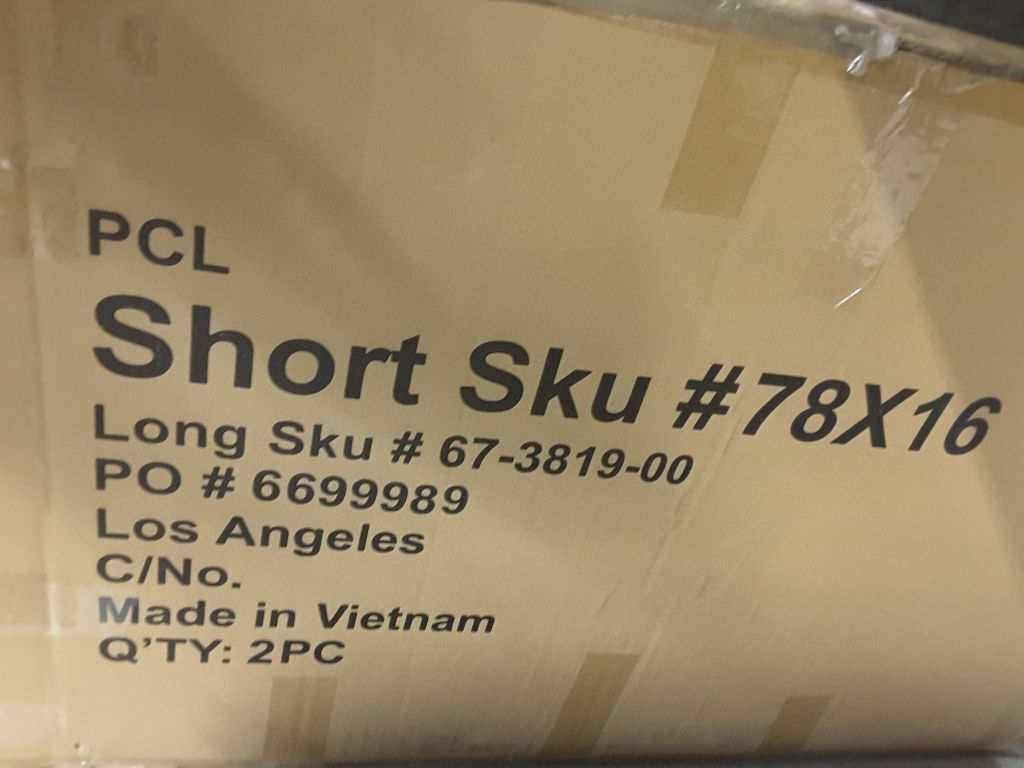 PCL
Short Sku #78X16
Long Sku # 67-3819-00
PO # 6699989
Los Angeles
C/No.
Made in Vietnam
Q'TY: 2PC